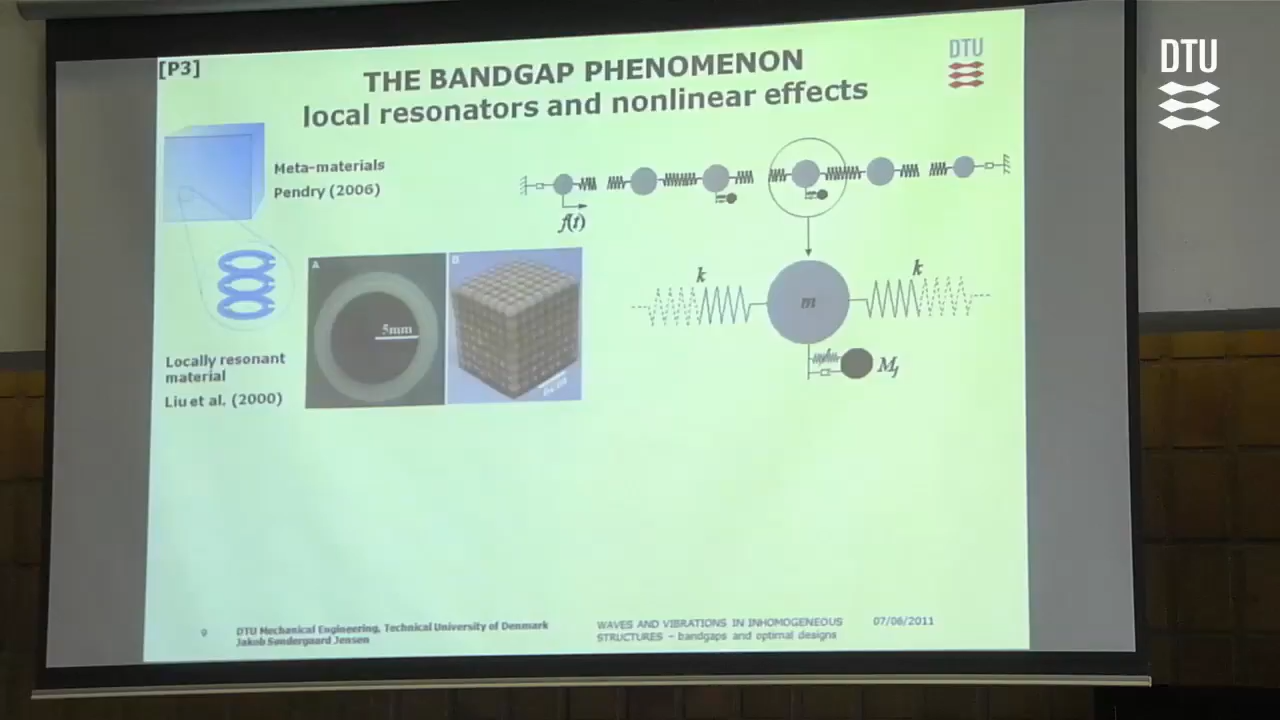 [P3]
THE BANDGAP PHENOMENON
local resonators and nonlinear effects
DTU
DTU
Meta-materials
Pendry (2006)
f(t)
A
B
5mm
k
k
m
M_j
Locally resonant
material
Liu et al. (2000)
9
DTU Mechanical Engineering, Technical University of Denmark
Jakob Søndergaard Jensen
WAVES AND VIBRATIONS IN INHOMOGENEOUS
STRUCTURES – bandgaps and optimal designs
07/06/2011